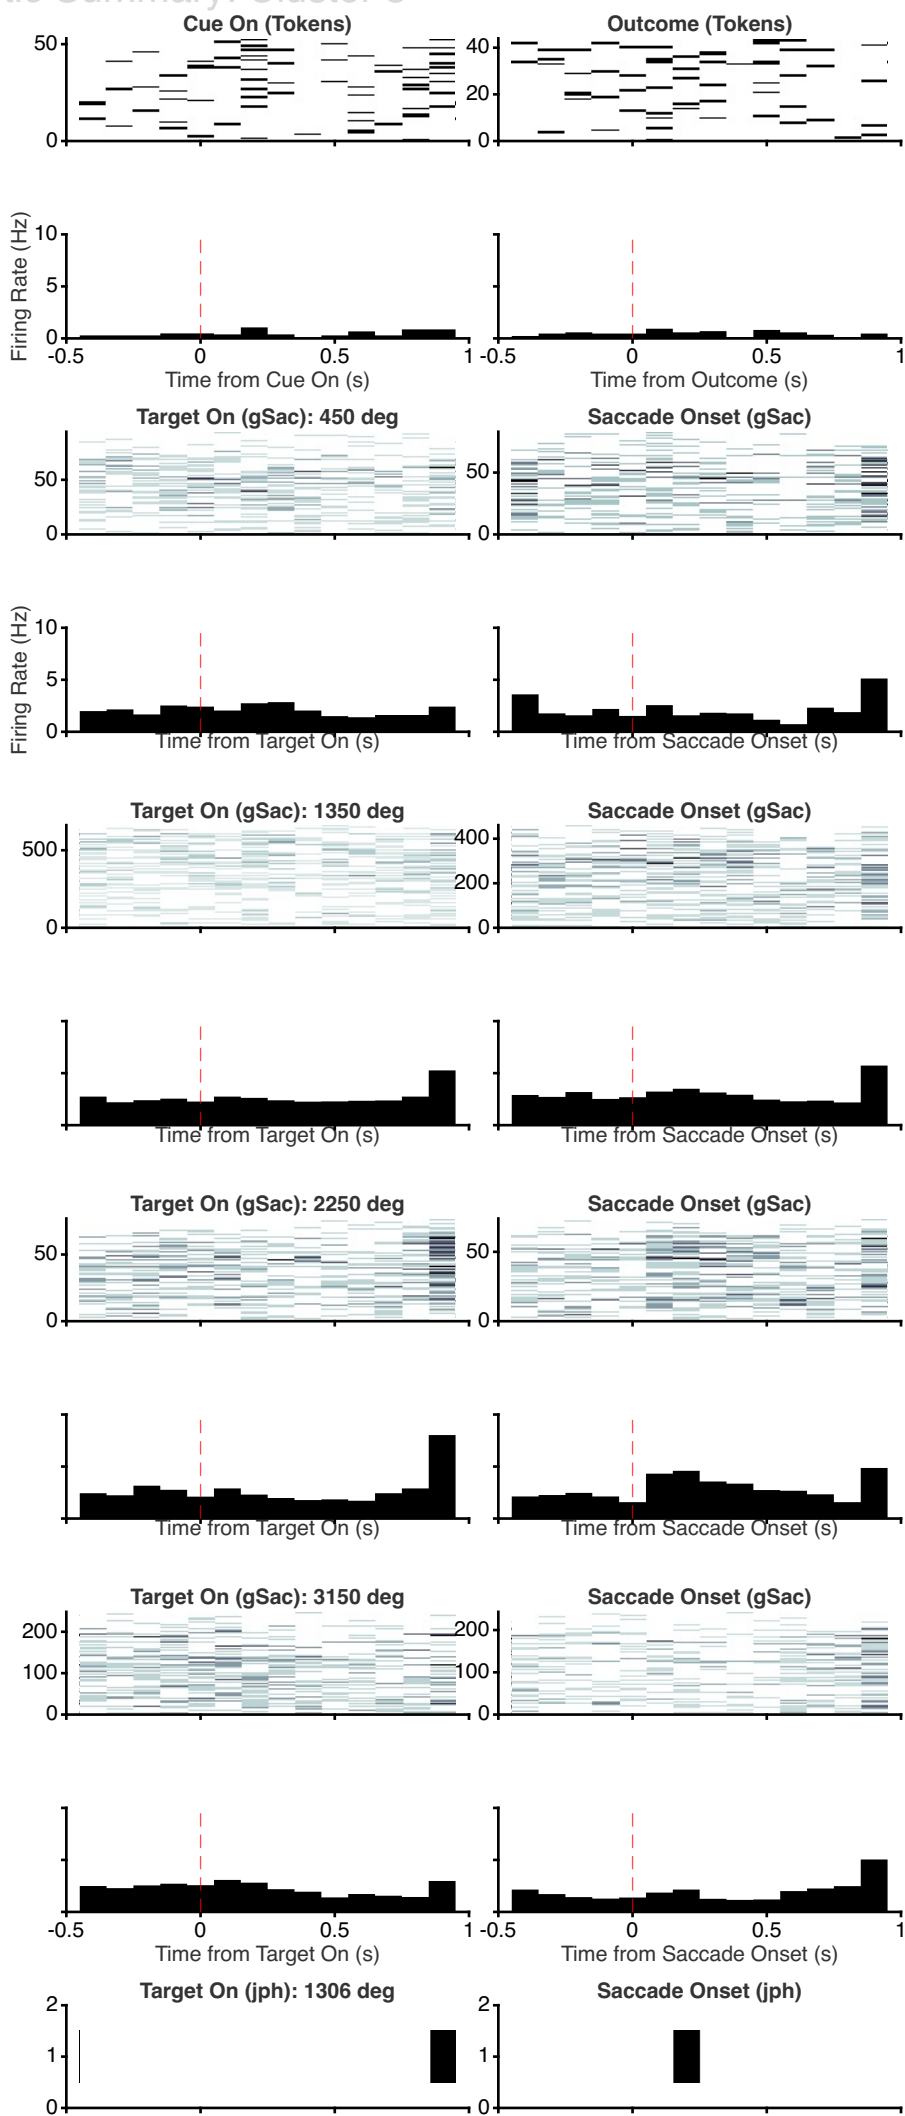 Summary: Cluster
Cue On (Tokens) Outcome (Tokens)
50 40
20
0 0
Firing Rate (Hz)
10
5
0
-0.5 0 0.5 1 -0.5 0 0.5 1
Time from Cue On (s) Time from Outcome (s)
Target On (gSac): 450 deg Saccade Onset (gSac)
50 50
0 0
Firing Rate (Hz)
10
5
0
Time from Target On (s) Time from Saccade Onset (s)
Target On (gSac): 1350 deg Saccade Onset (gSac)
500 400
200
0 0
Time from Target On (s) Time from Saccade Onset (s)
Target On (gSac): 2250 deg Saccade Onset (gSac)
50 50
0 0
Time from Target On (s) Time from Saccade Onset (s)
Target On (gSac): 3150 deg Saccade Onset (gSac)
200 200
100 100
0 0
-0.5 0 0.5 1 -0.5 0 0.5 1
Time from Target On (s) Time from Saccade Onset (s)
Target On (jph): 1306 deg Saccade Onset (jph)
2 2
1 1
0 0